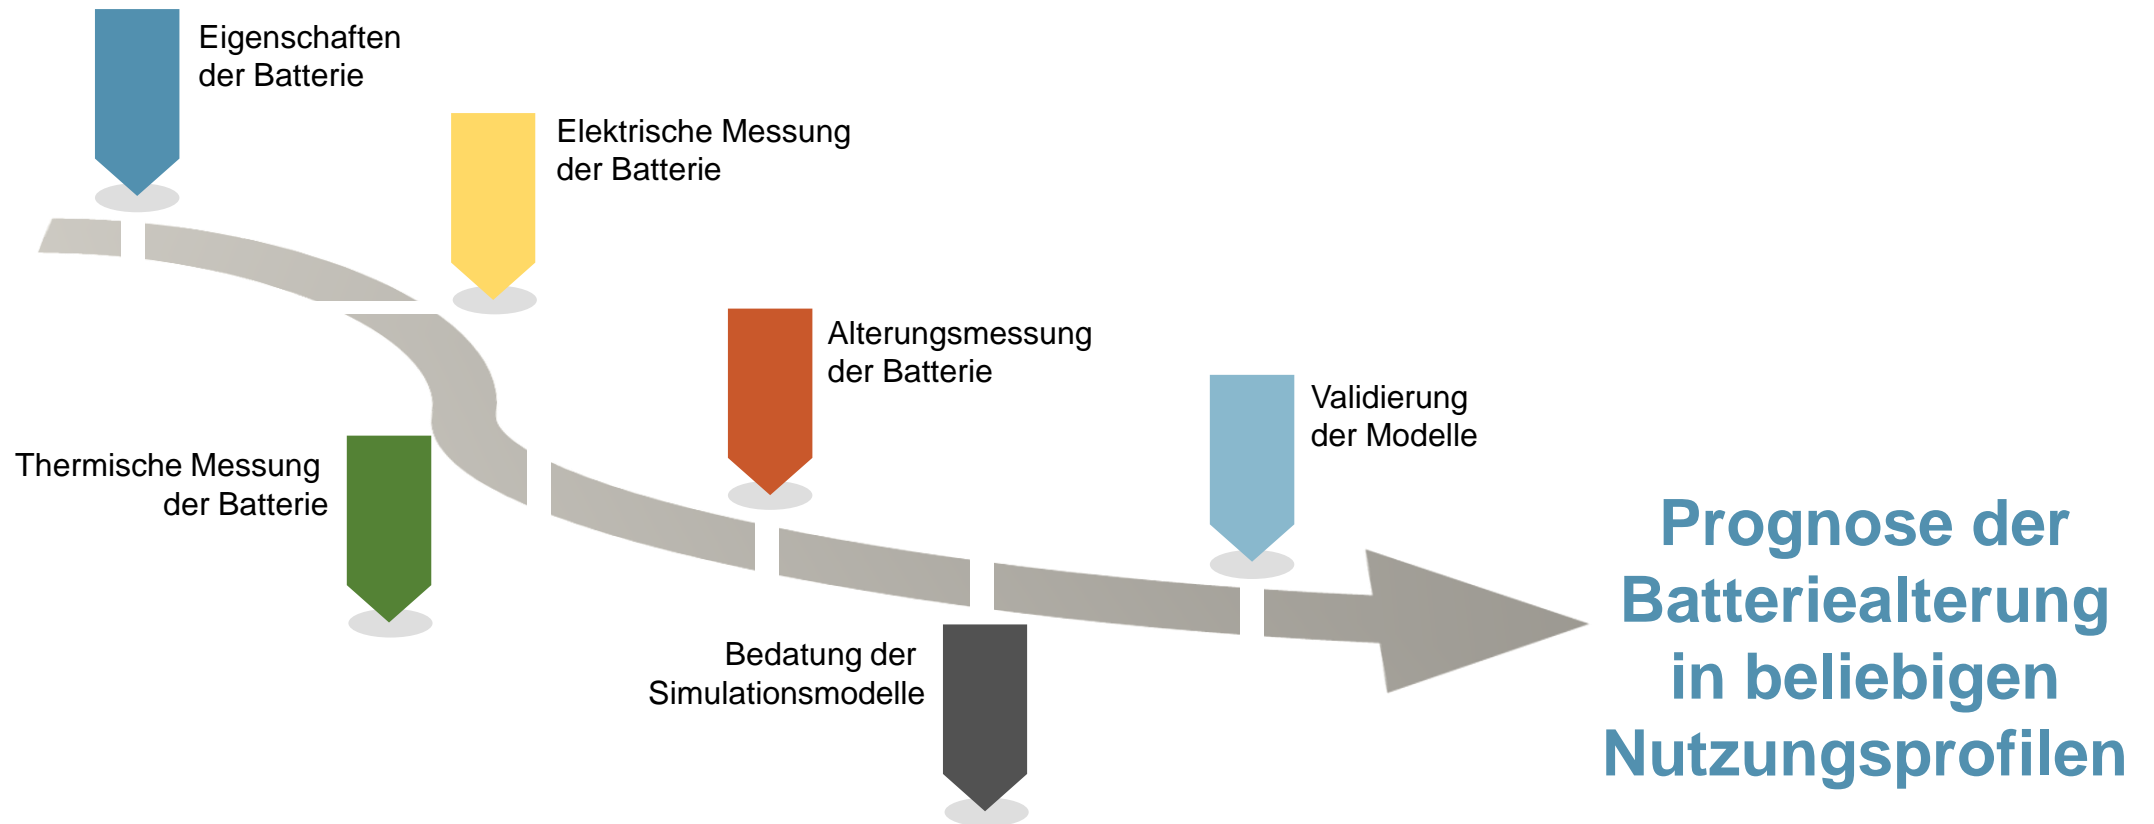 Eigenschaften
der Batterie
Elektrische Messung
der Batterie
Thermische Messung
der Batterie
Alterungsmessung
der Batterie
Bedatung der
Simulationsmodelle
Validierung
der Modelle
Prognose der
Batteriealterung
in beliebigen
Nutzungsprofilen